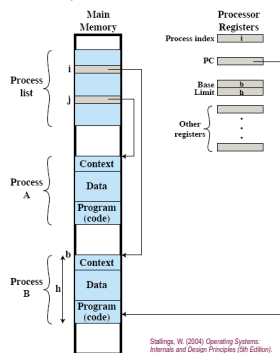 Main
Memory
Processor
Registers
Process index
i
PC
Base
b
Limit
h
Other
registers
Process
list
i
j
Process
A
Context
Data
Program
(code)
Process
B
b
h
Context
Data
Program
(code)
Stallings, W. (2004) Operating Systems:
Internals and Design Principles (5th Edition).